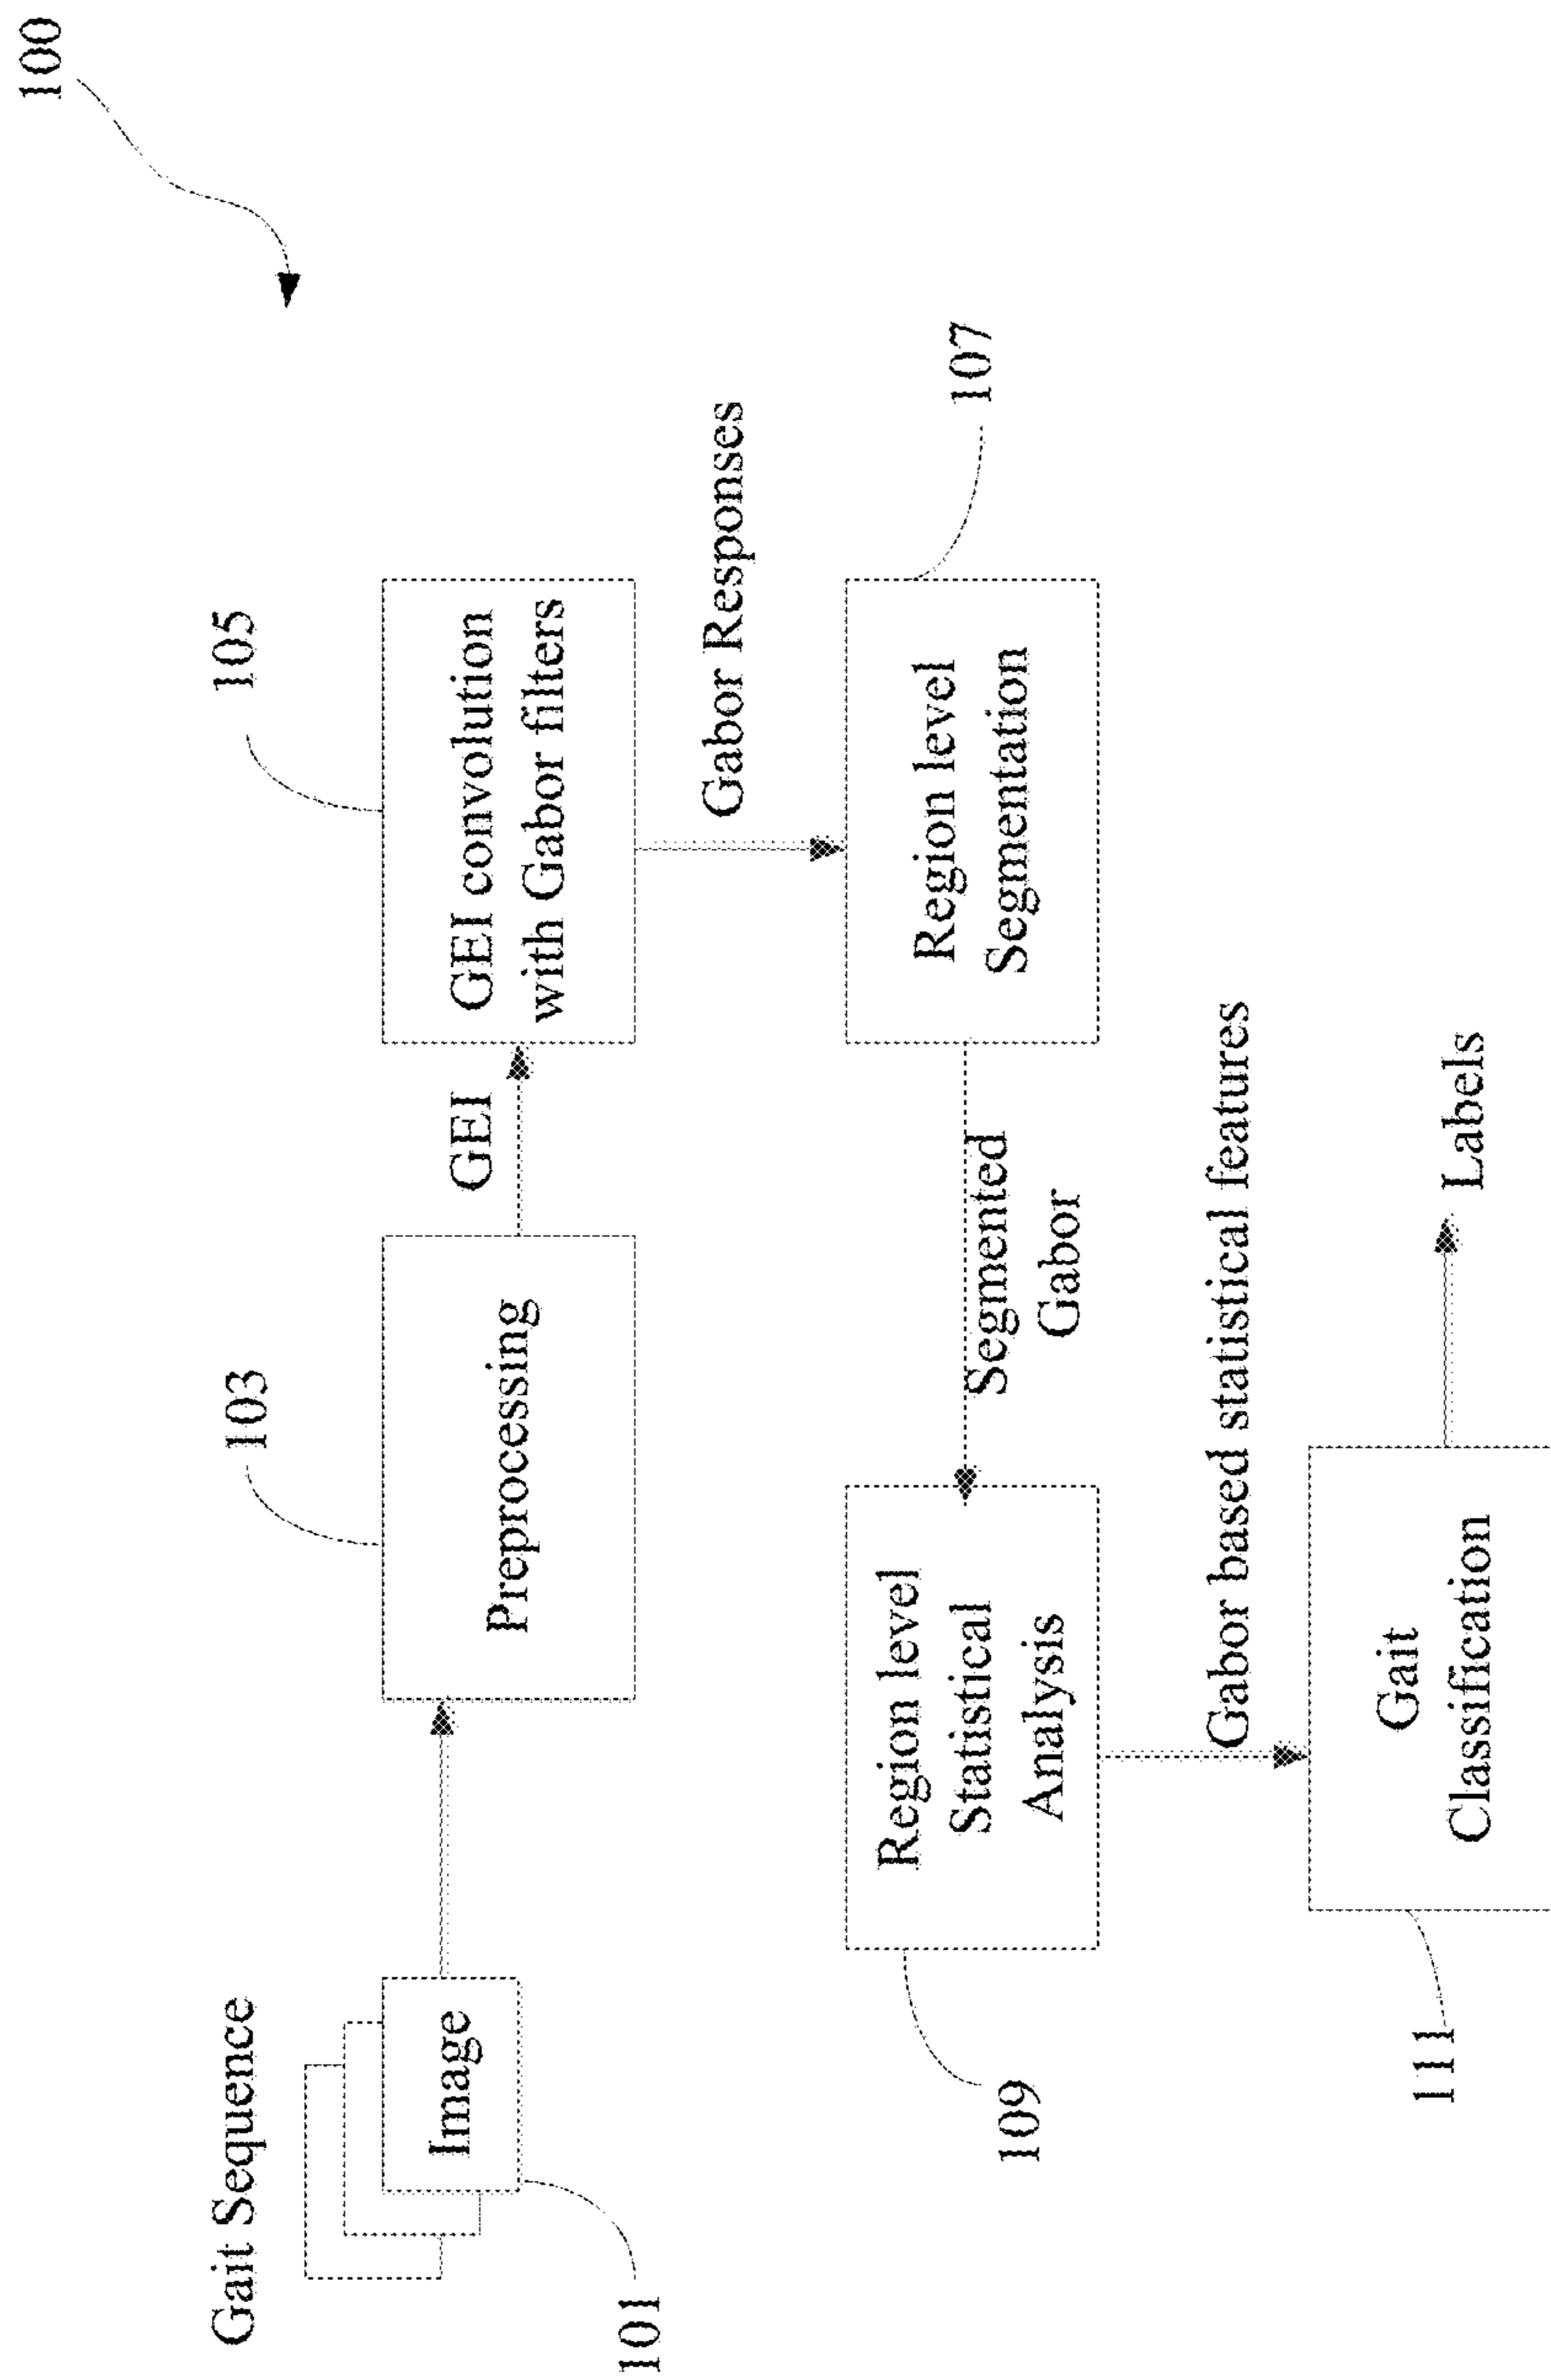 100
Gait Sequence
Image
101
103
Preprocessing
GEI
105
GEI convolution
with Gabor filters
Gabor Responses
107
Region level
Segmentation
Segmented
Gabor
109
Region level
Statistical
Analysis
Gabor based statistical features
111
Gait
Classification
Labels